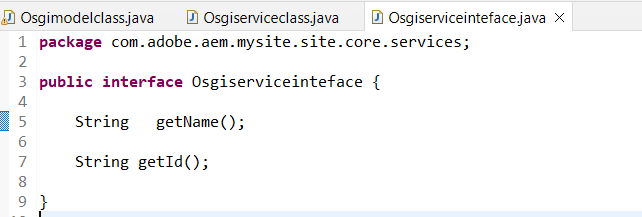 Osgimodelclass.java Osgiserviceclass.java Osgiserviceinteface.java
1 package com.adobe.aem.mysite.site.core.services;
2
3 public interface Osgiserviceinteface {
4
5 String getName();
6
7 String getId();
8
9 }